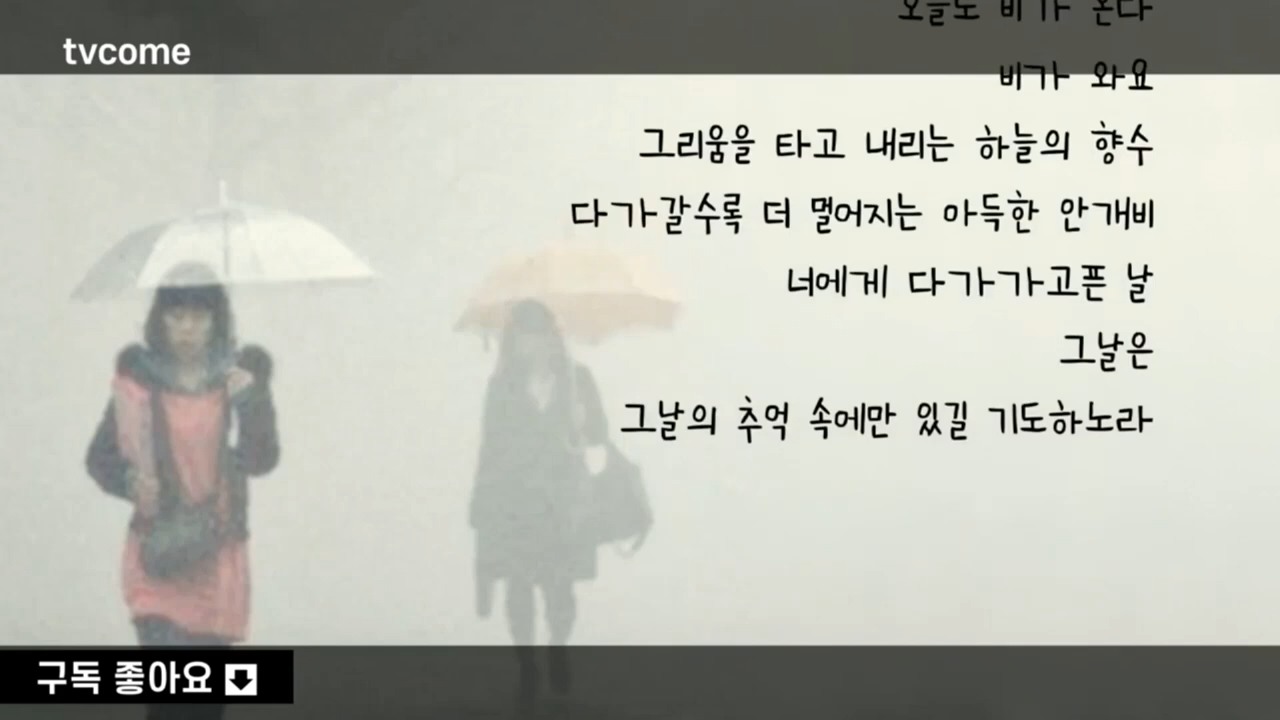 오늘도 비가 온다
tvcome
비가 와요
그리움을 타고 내리는 하늘의 향수
다가갈수록 더 멀어지는 아득한 안개비
너에게 다가가고픈 날
그날은
그날의 추억 속에만 있길 기도하노라
구독 좋아요